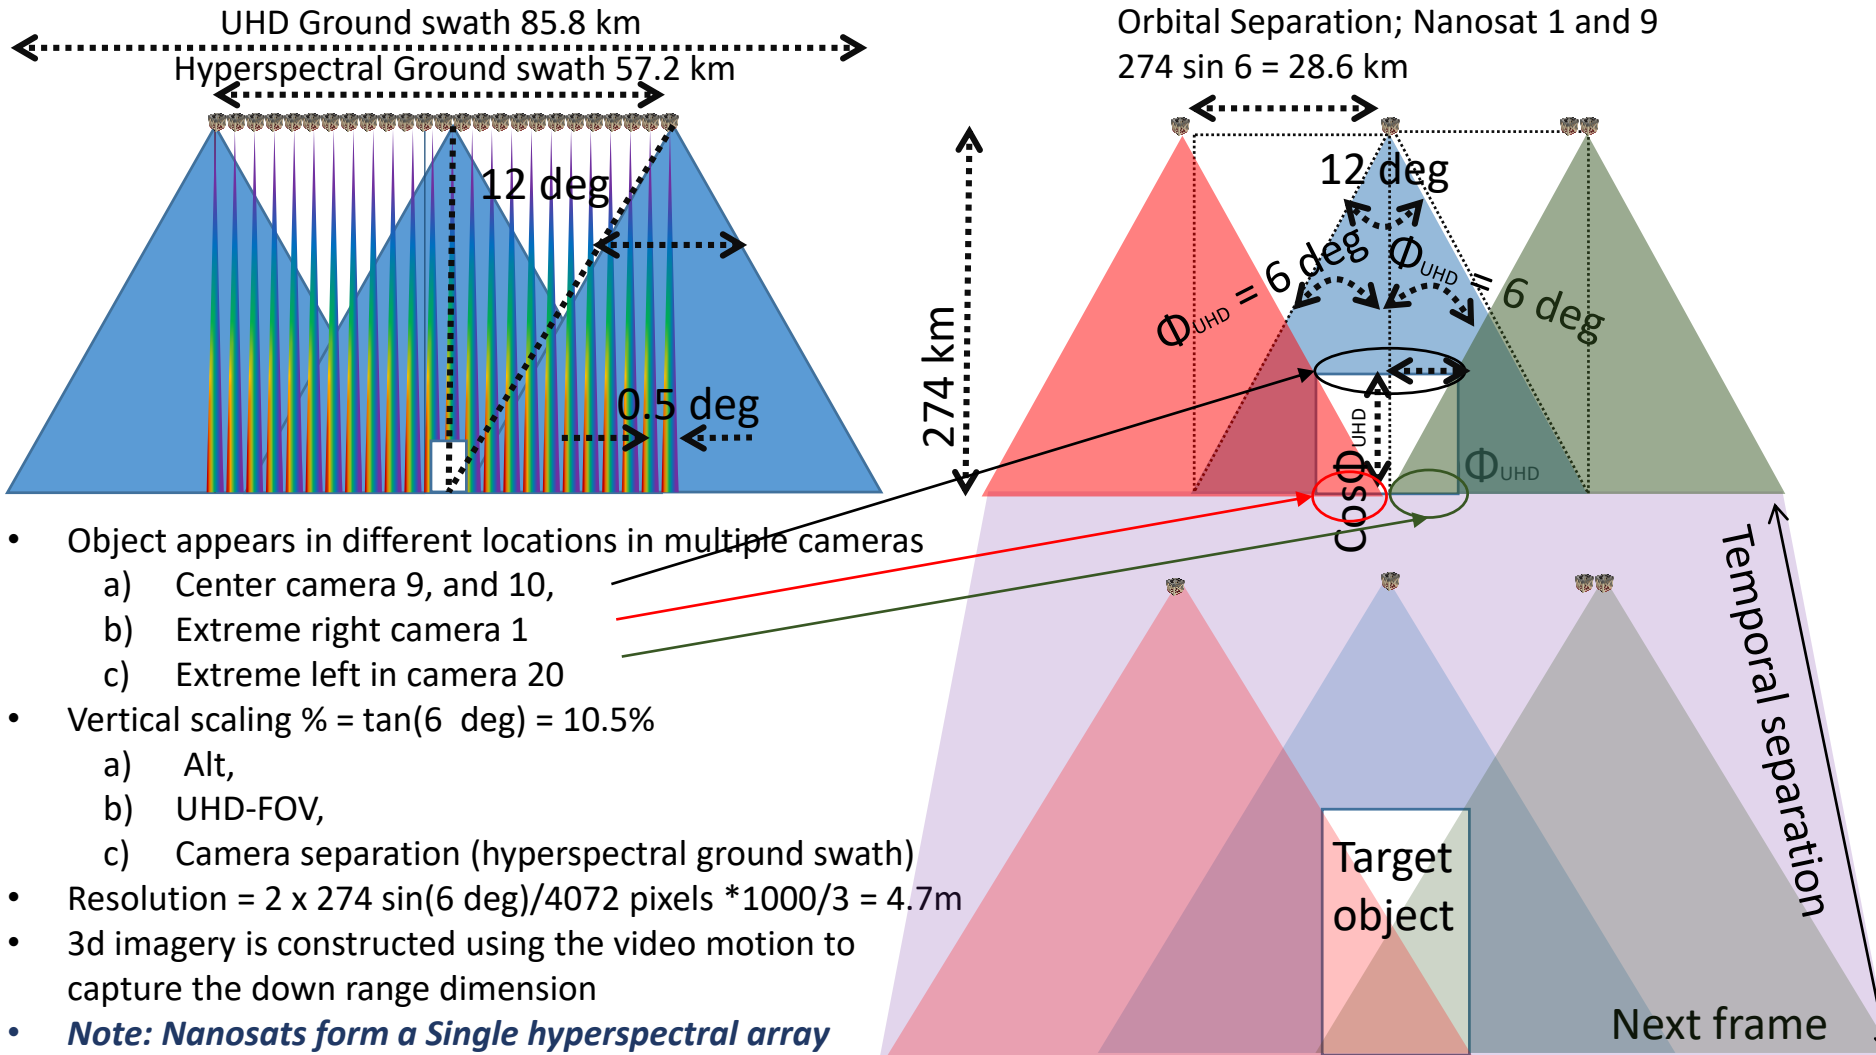 UHD Ground swath 85.8 km
Hyperspectral Ground swath 57.2 km
12 deg
0.5 deg
Orbital Separation; Nanosat 1 and 9
274 sin 6 = 28.6 km
274 km
12 deg
ΦUHD = 6 deg
ΦUHD = 6 deg
CosΦUHD
ΦUHD
Temporal separation
Target
object
Next frame
• Object appears in different locations in multiple cameras
a) Center camera 9, and 10,
b) Extreme right camera 1
c) Extreme left in camera 20
• Vertical scaling % = tan(6 deg) = 10.5%
a) Alt,
b) UHD-FOV,
c) Camera separation (hyperspectral ground swath)
• Resolution = 2 x 274 sin(6 deg)/4072 pixels *1000/3 = 4.7m
• 3d imagery is constructed using the video motion to
capture the down range dimension
• Note: Nanosats form a Single hyperspectral array